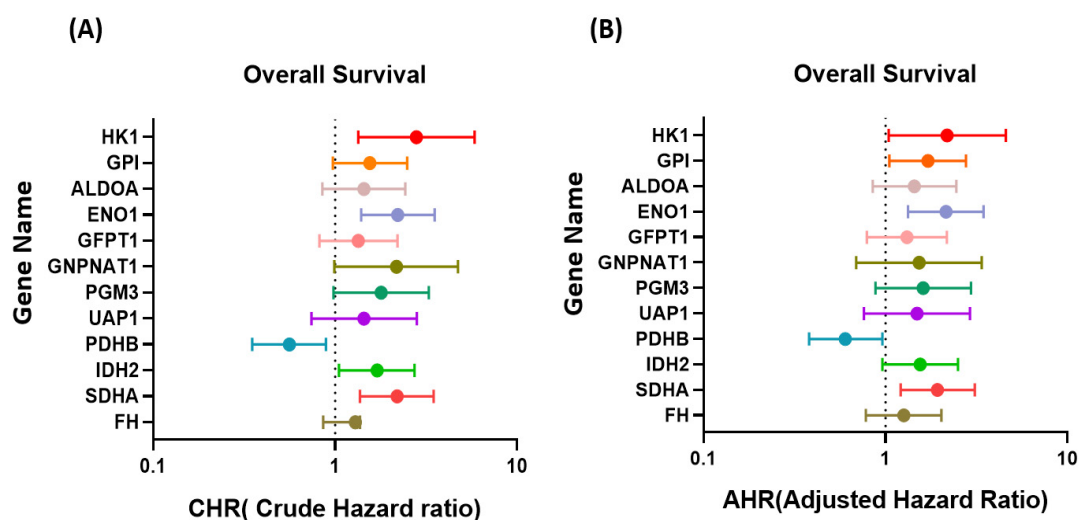 (A)
Overall Survival
Gene Name
HK1
GPI
ALDOA
ENO1
GFPT1
GNPNAT1
PGM3
UAP1
PDHB
IDH2
SDHA
FH
0.1 1 10
CHR( Crude Hazard ratio)
(B)
Overall Survival
Gene Name
HK1
GPI
ALDOA
ENO1
GFPT1
GNPNAT1
PGM3
UAP1
PDHB
IDH2
SDHA
FH
0.1 1 10
AHR(Adjusted Hazard Ratio)